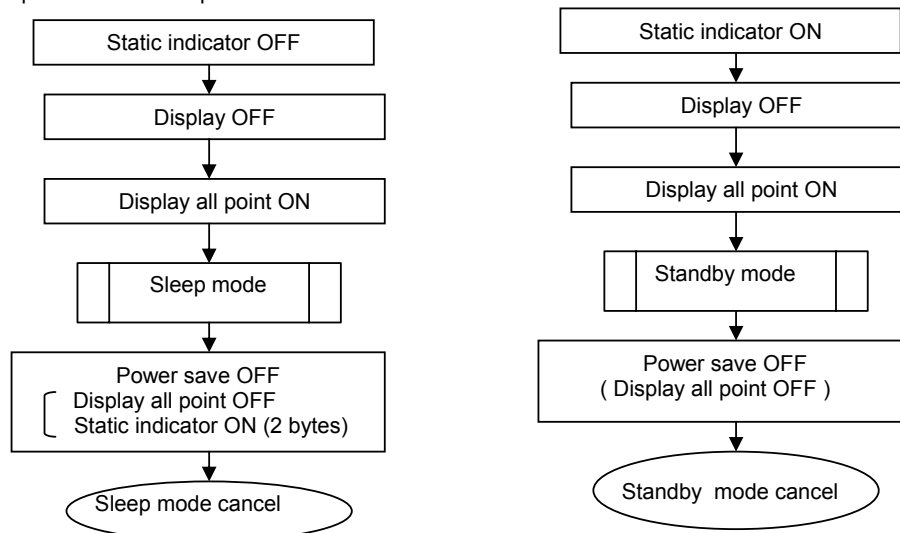 Static indicator OFF
Display OFF
Display all point ON
Sleep mode
Power save OFF
Display all point OFF
Static indicator ON (2 bytes)
Sleep mode cancel
Static indicator ON
Display OFF
Display all point ON
Standby mode
Power save OFF
( Display all point OFF )
Standby mode cancel